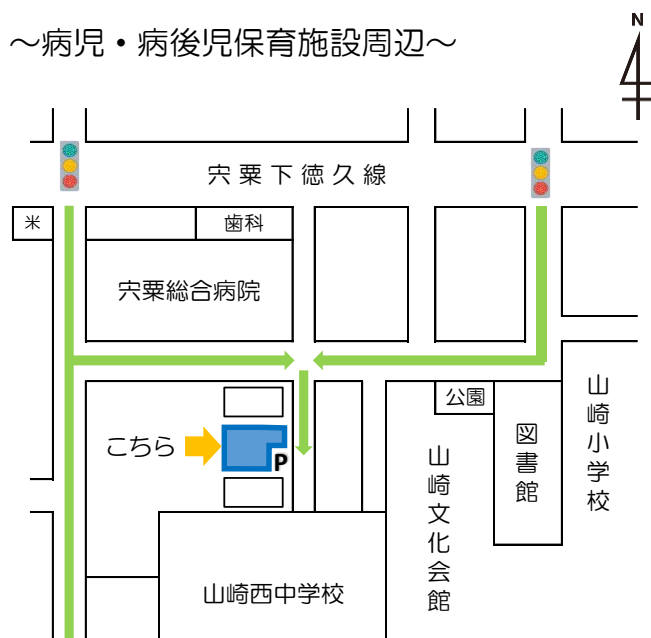 ～病児・病後児保育施設周辺～
N
宍粟下徳久線
米
歯科
宍粟総合病院
こちら
P
公園
図書館
山崎小学校
山崎文化会館
山崎西中学校